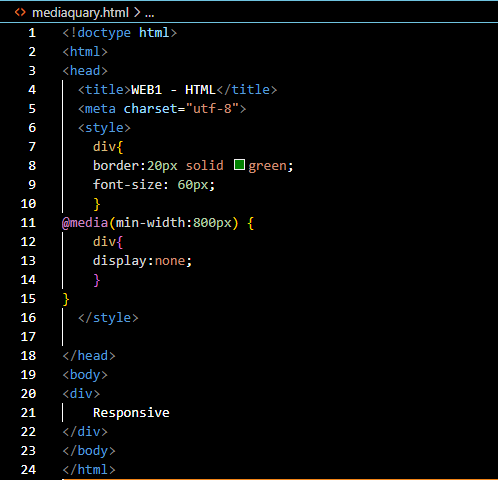 mediaquary.html > ...
1 <!doctype html>
2 <html>
3 <head>
4 <title>WEB1 - HTML</title>
5 <meta charset="utf-8">
6 <style>
7 div{
8 border:20px solid green;
9 font-size: 60px;
10 }
11 @media(min-width:800px) {
12 div{
13 display:none;
14 }
15 }
16 </style>
17
18 </head>
19 <body>
20 <div>
21 Responsive
22 </div>
23 </body>
24 </html>